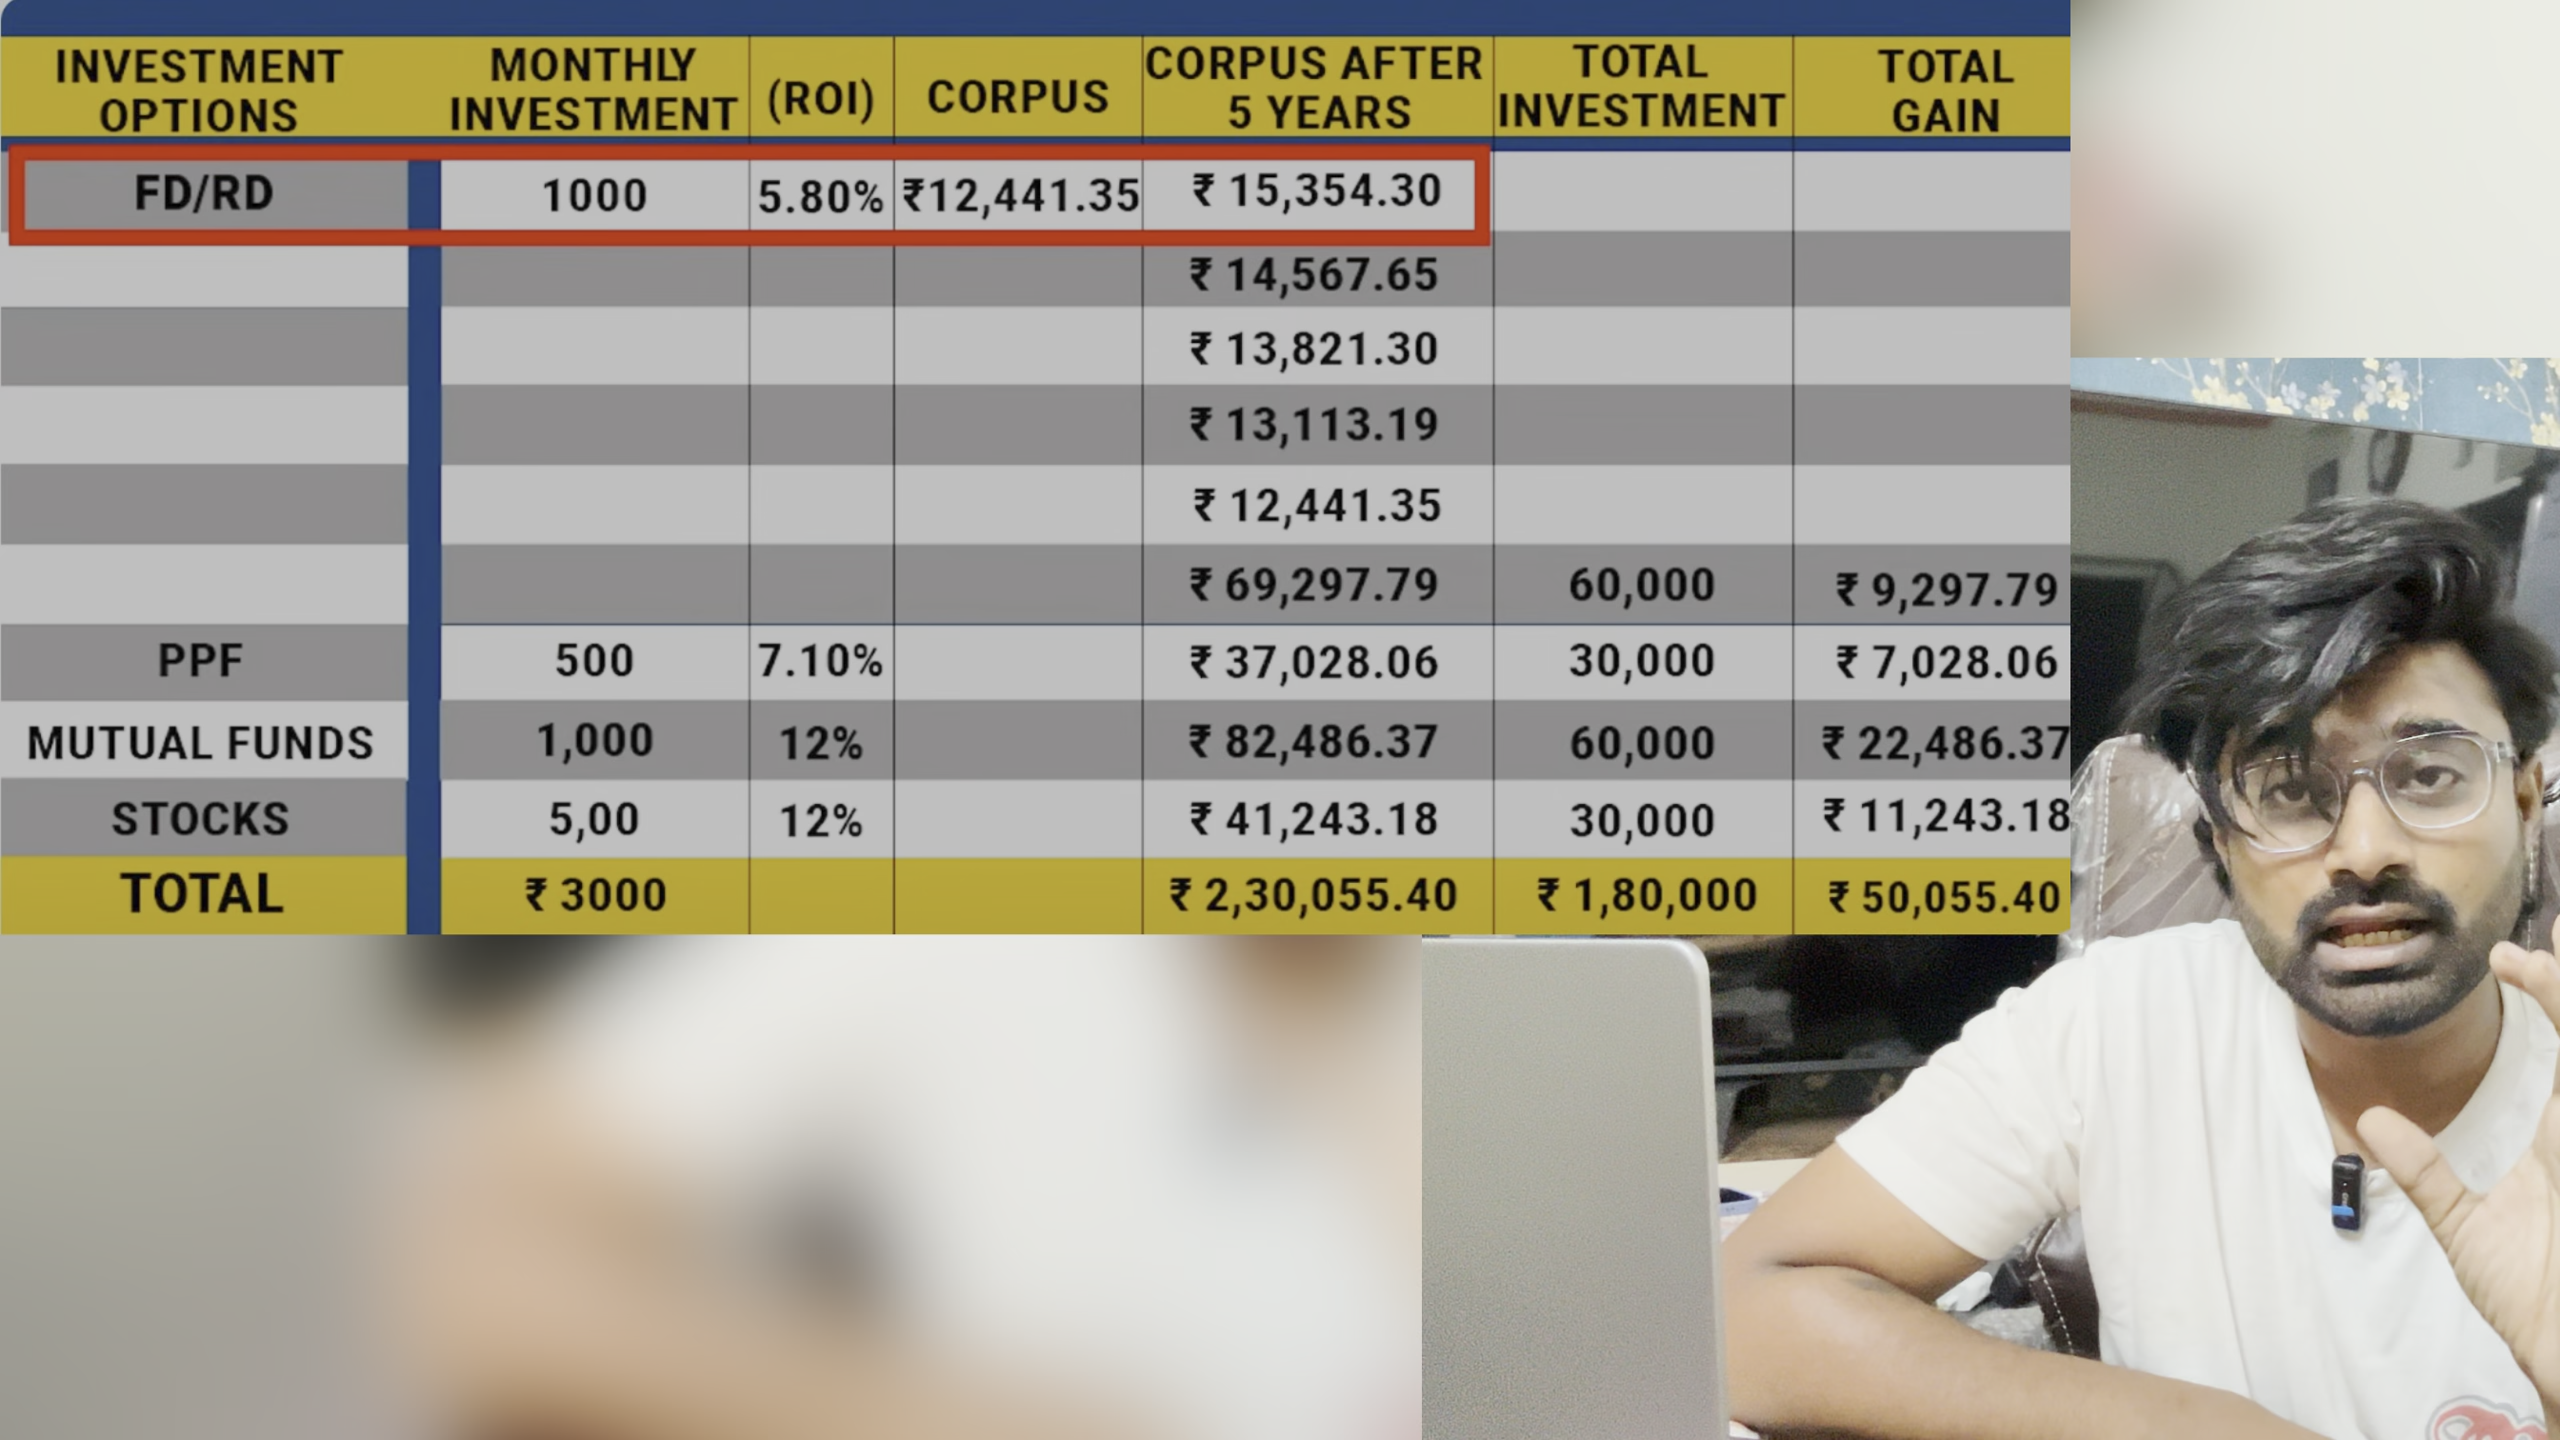 INVESTMENT OPTIONS MONTHLY INVESTMENT (ROI) CORPUS CORPUS AFTER 5 YEARS TOTAL INVESTMENT TOTAL GAIN
FD/RD 1000 5.80% ₹12,441.35 ₹ 15,354.30
₹ 14,567.65
₹ 13,821.30
₹ 13,113.19
₹ 12,441.35
₹ 69,297.79 60,000 ₹ 9,297.79
PPF 500 7.10% ₹ 37,028.06 30,000 ₹ 7,028.06
MUTUAL FUNDS 1,000 12% ₹ 82,486.37 60,000 ₹ 22,486.37
STOCKS 5,00 12% ₹ 41,243.18 30,000 ₹ 11,243.18
TOTAL ₹ 3000 ₹ 2,30,055.40 ₹ 1,80,000 ₹ 50,055.40